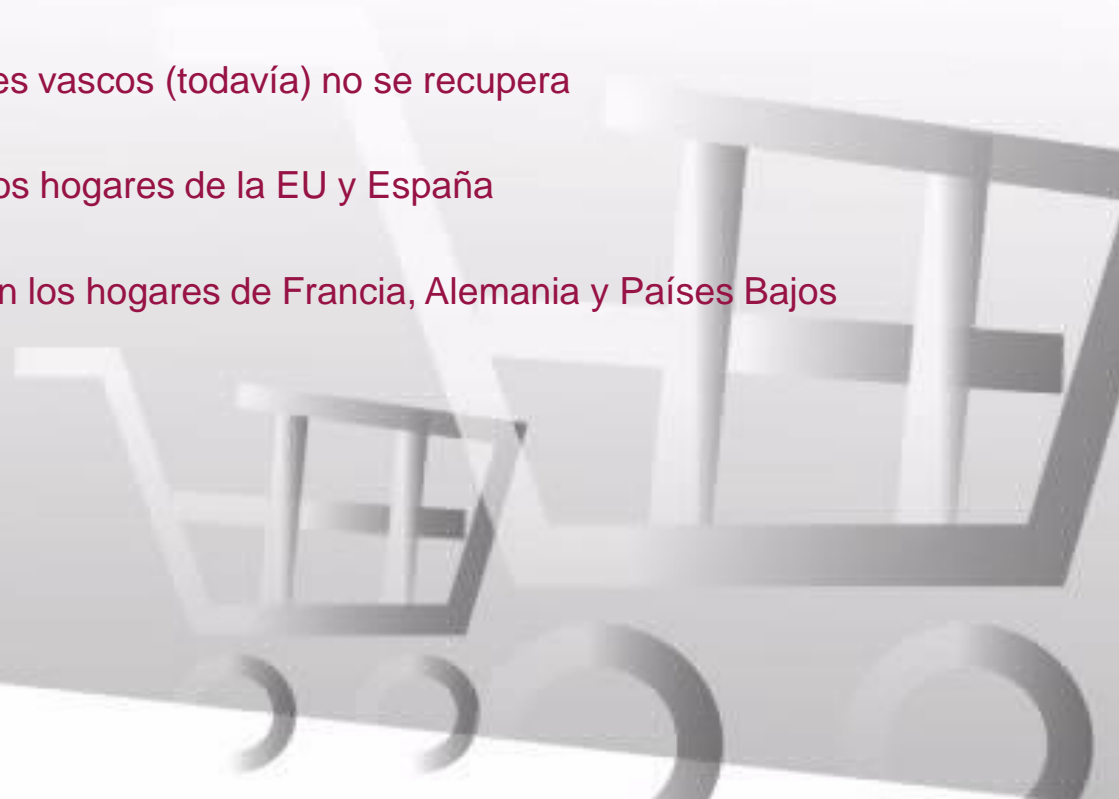 es vascos (todavía) no se recupera
os hogares de la EU y España
n los hogares de Francia, Alemania y Países Bajos